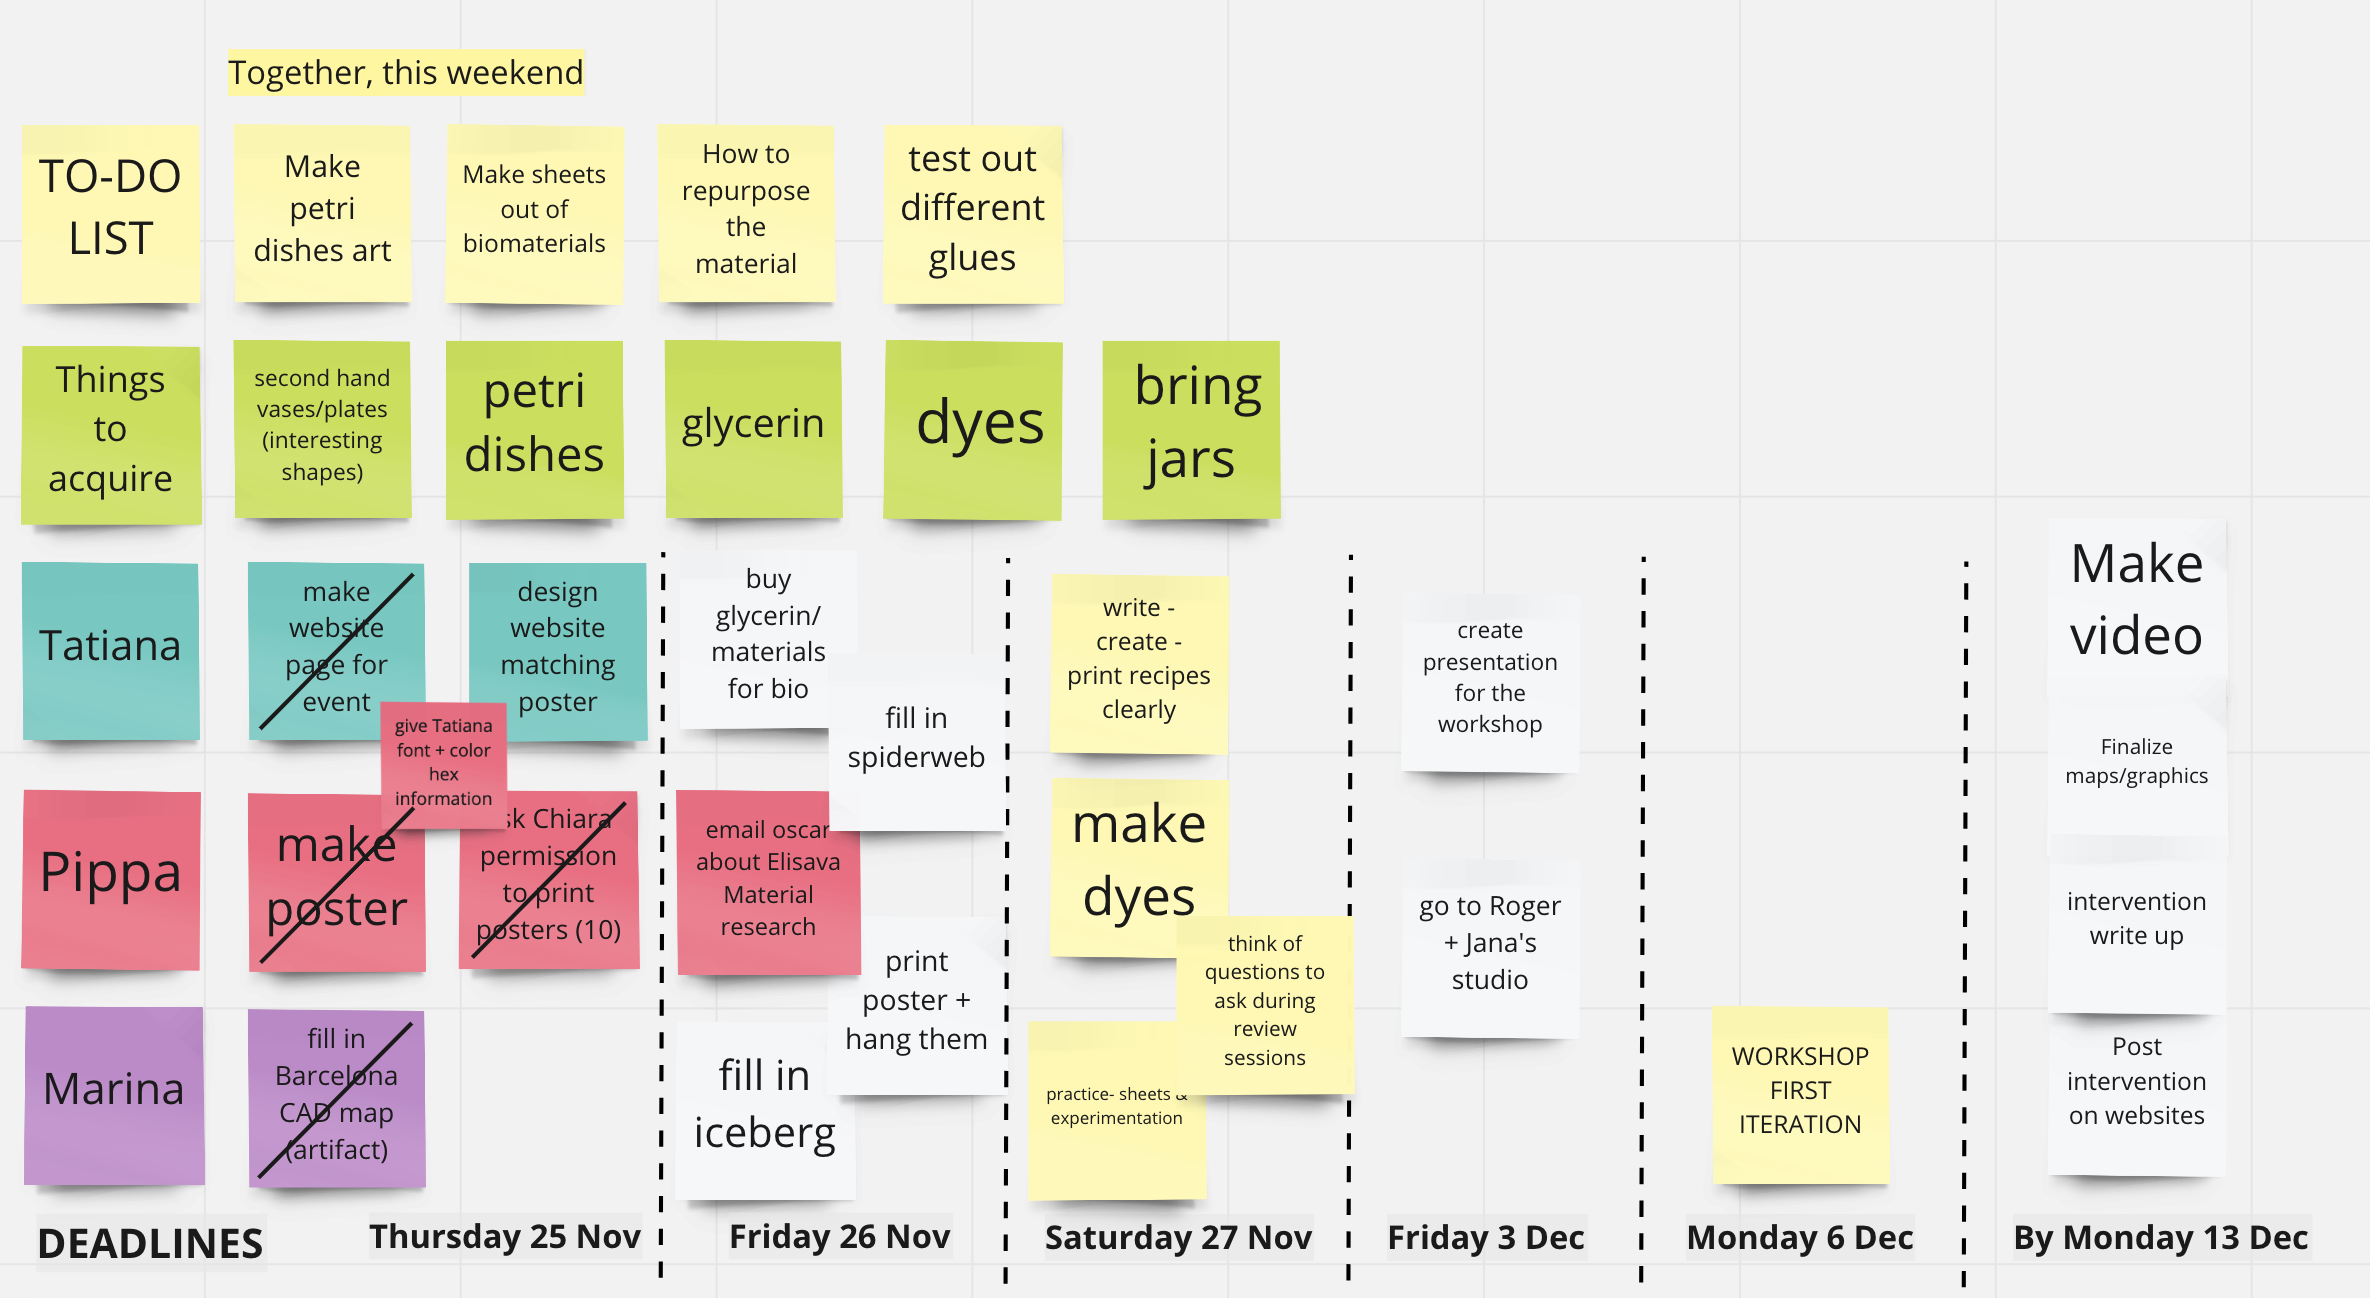 Together, this weekend
TO-DO
LIST
Make
petri
dishes art
Make sheets
out of
biomaterials
How to
repurpose
the
material
test out
different
glues
Things
to
acquire
second hand
vases/plates
(interesting
shapes)
petri
dishes
glycerin
dyes
bring
jars
Tatiana
make
website
page for
event
design
website
matching
poster
give Tatiana
font + color
hex
information
Pippa
make
poster
sk Chiara
permission
to print
posters (10)
Marina
fill in
Barcelona
CAD map
(artifact)
buy
glycerin/
materials
for bio
fill in
spiderweb
email oscar
about Elisava
Material
research
print
poster +
hang them
fill in
iceberg
write -
create -
print recipes
clearly
make
dyes
think of
questions to
ask during
review
sessions
practice- sheets &
experimentation
create
presentation
for the
workshop
go to Roger
+ Jana's
studio
WORKSHOP
FIRST
ITERATION
Make
video
Finalize
maps/graphics
intervention
write up
Post
intervention
on websites
DEADLINES
Thursday 25 Nov
Friday 26 Nov
Saturday 27 Nov
Friday 3 Dec
Monday 6 Dec
By Monday 13 Dec